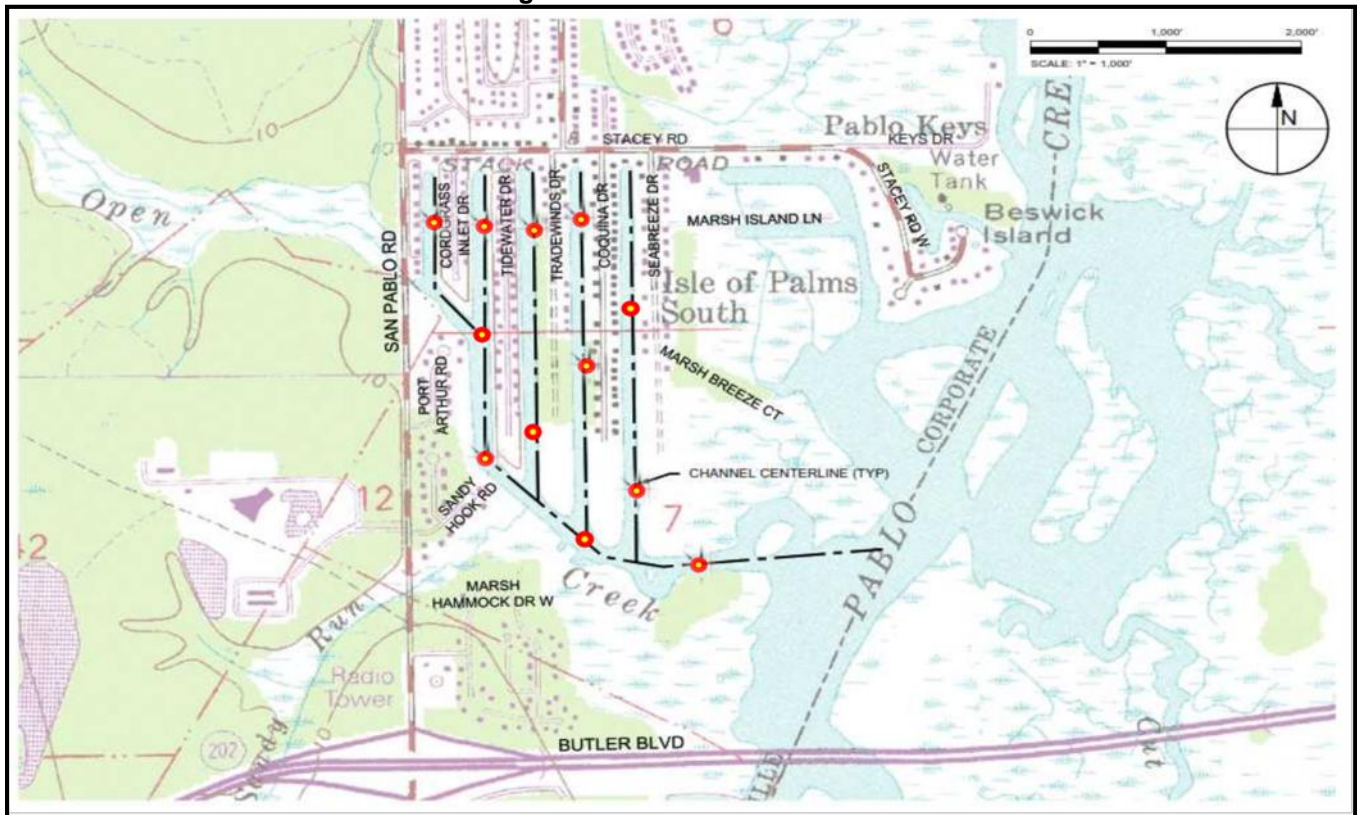 6
0 1,000' 2,000'
SCALE: 1" = 1,000'
N
CRE
Pablo Keys
STACEY RD
KEYS DR
STACK ROAD
Water
Tank
10
Open
CORDGRASS
INLET DR
TIDEWATER DR
TRADEWINDS DR
COQUINA DR
SEABREEZE DR
MARSH ISLAND LN
STACEY RD W
Beswick
Island
SAN PABLO RD
Isle of Palms
South
MARSH BREEZE CT
PORT
ARTHUR RD
10
CORPORATE
PABLO
CHANNEL CENTERLINE (TYP)
12
SANDY
HOOK RD
7
42
Creek
MARSH
HAMMOCK DR W
Run
Radio
Tower
Sandy
10
202
BUTLER BLVD
VILLE
Cut